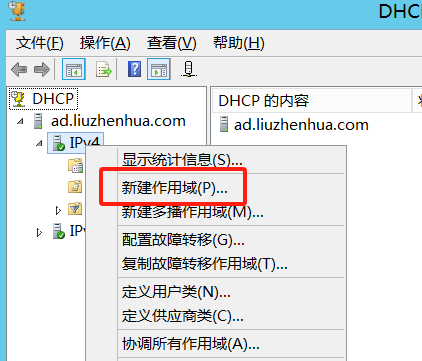 DHC
文件(F) 操作(A) 查看(V) 帮助(H)
DHCP
DHCP 的内容
ad.liuzhenhua.com
ad.liuzhenhua.com
IPv4
显示统计信息(S)...
新建作用域(P)...
新建多播作用域(M)...
配置故障转移(G)...
复制故障转移作用域(T)...
定义用户类(N)...
定义供应商类(C)...
协调所有作用域(A)...
IPv